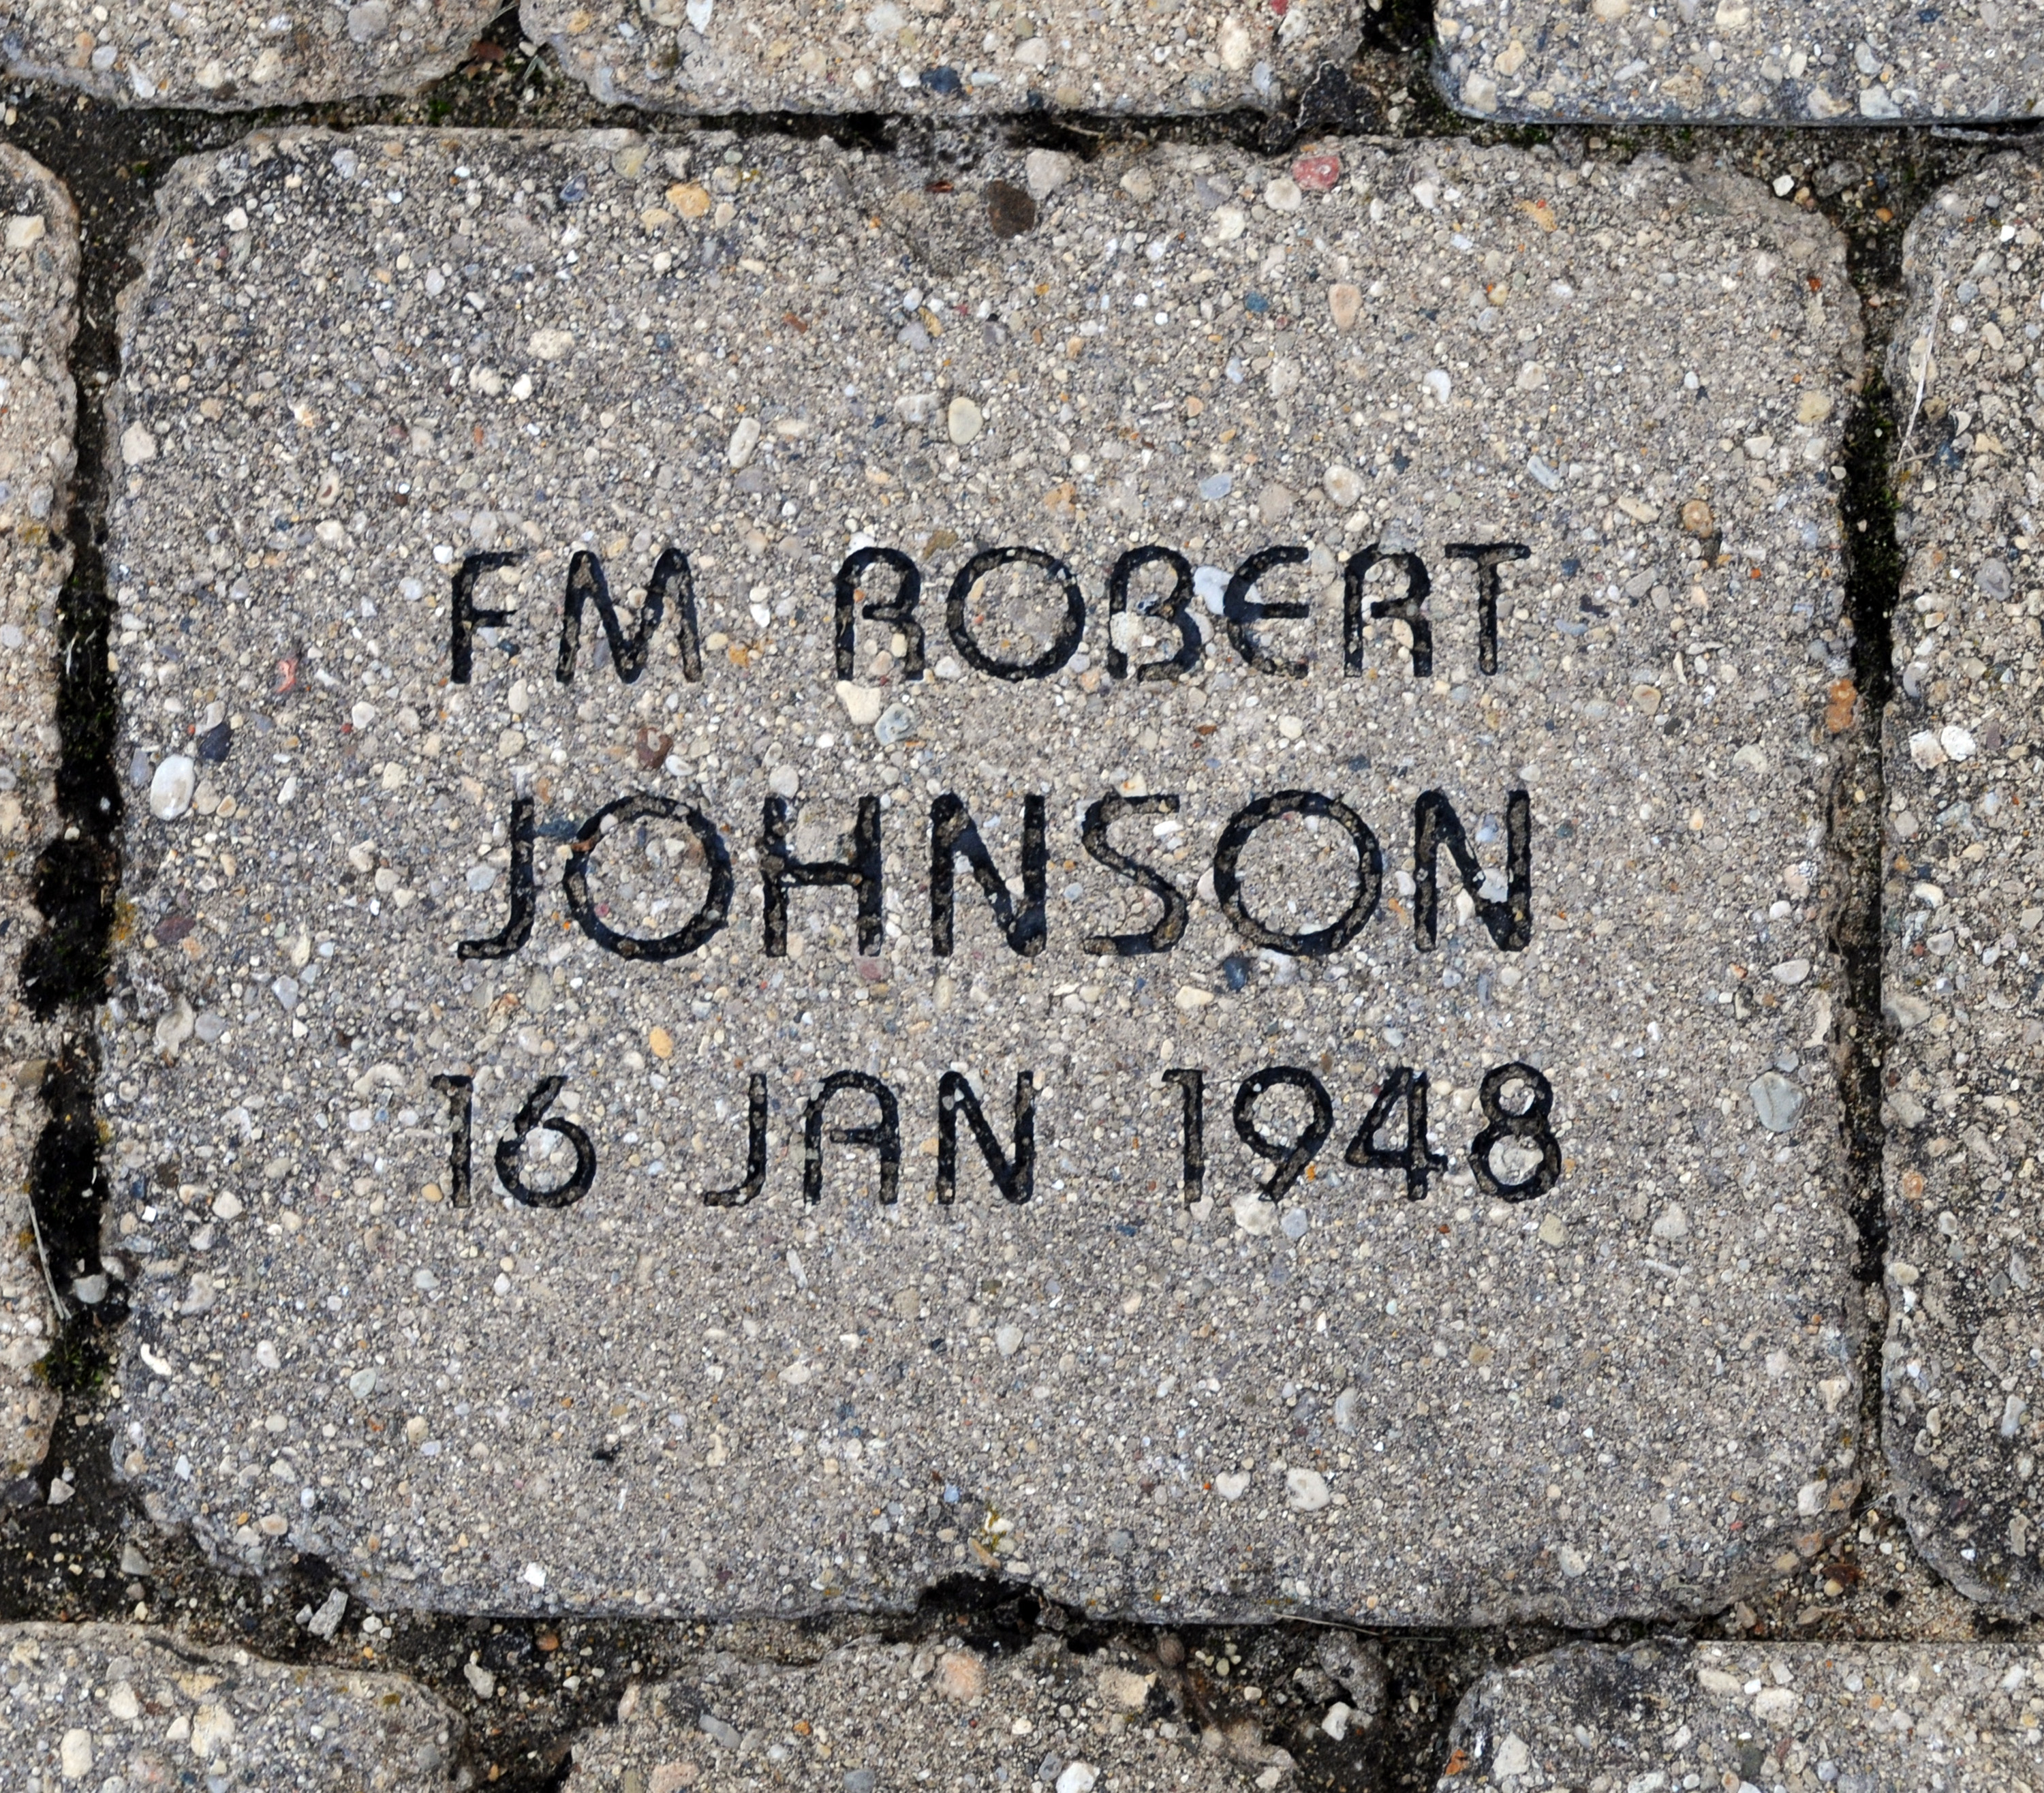 FM ROBERT
JOHNSON
16 JAN 1948